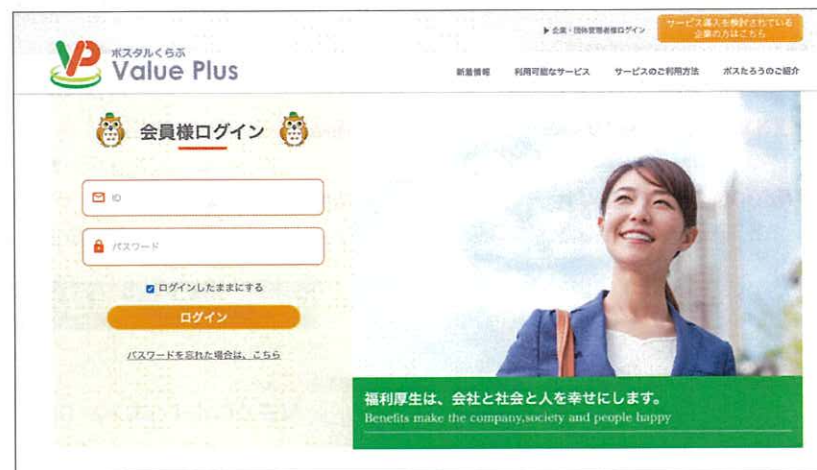 ▶ 企業・団体管理者様ログイン
サービス導入を検討されている
企業の方はこちら
VP
ポスタルくらぶ
Value Plus
新着情報
利用可能なサービス
サービスのご利用方法
ポスたろうのご紹介
会員様ログイン
ID
パスワード
ログインしたままにする
ログイン
パスワードを忘れた場合は、こちら
福利厚生は、会社と社会と人を幸せにします。
Benefits make the company,society and people happy